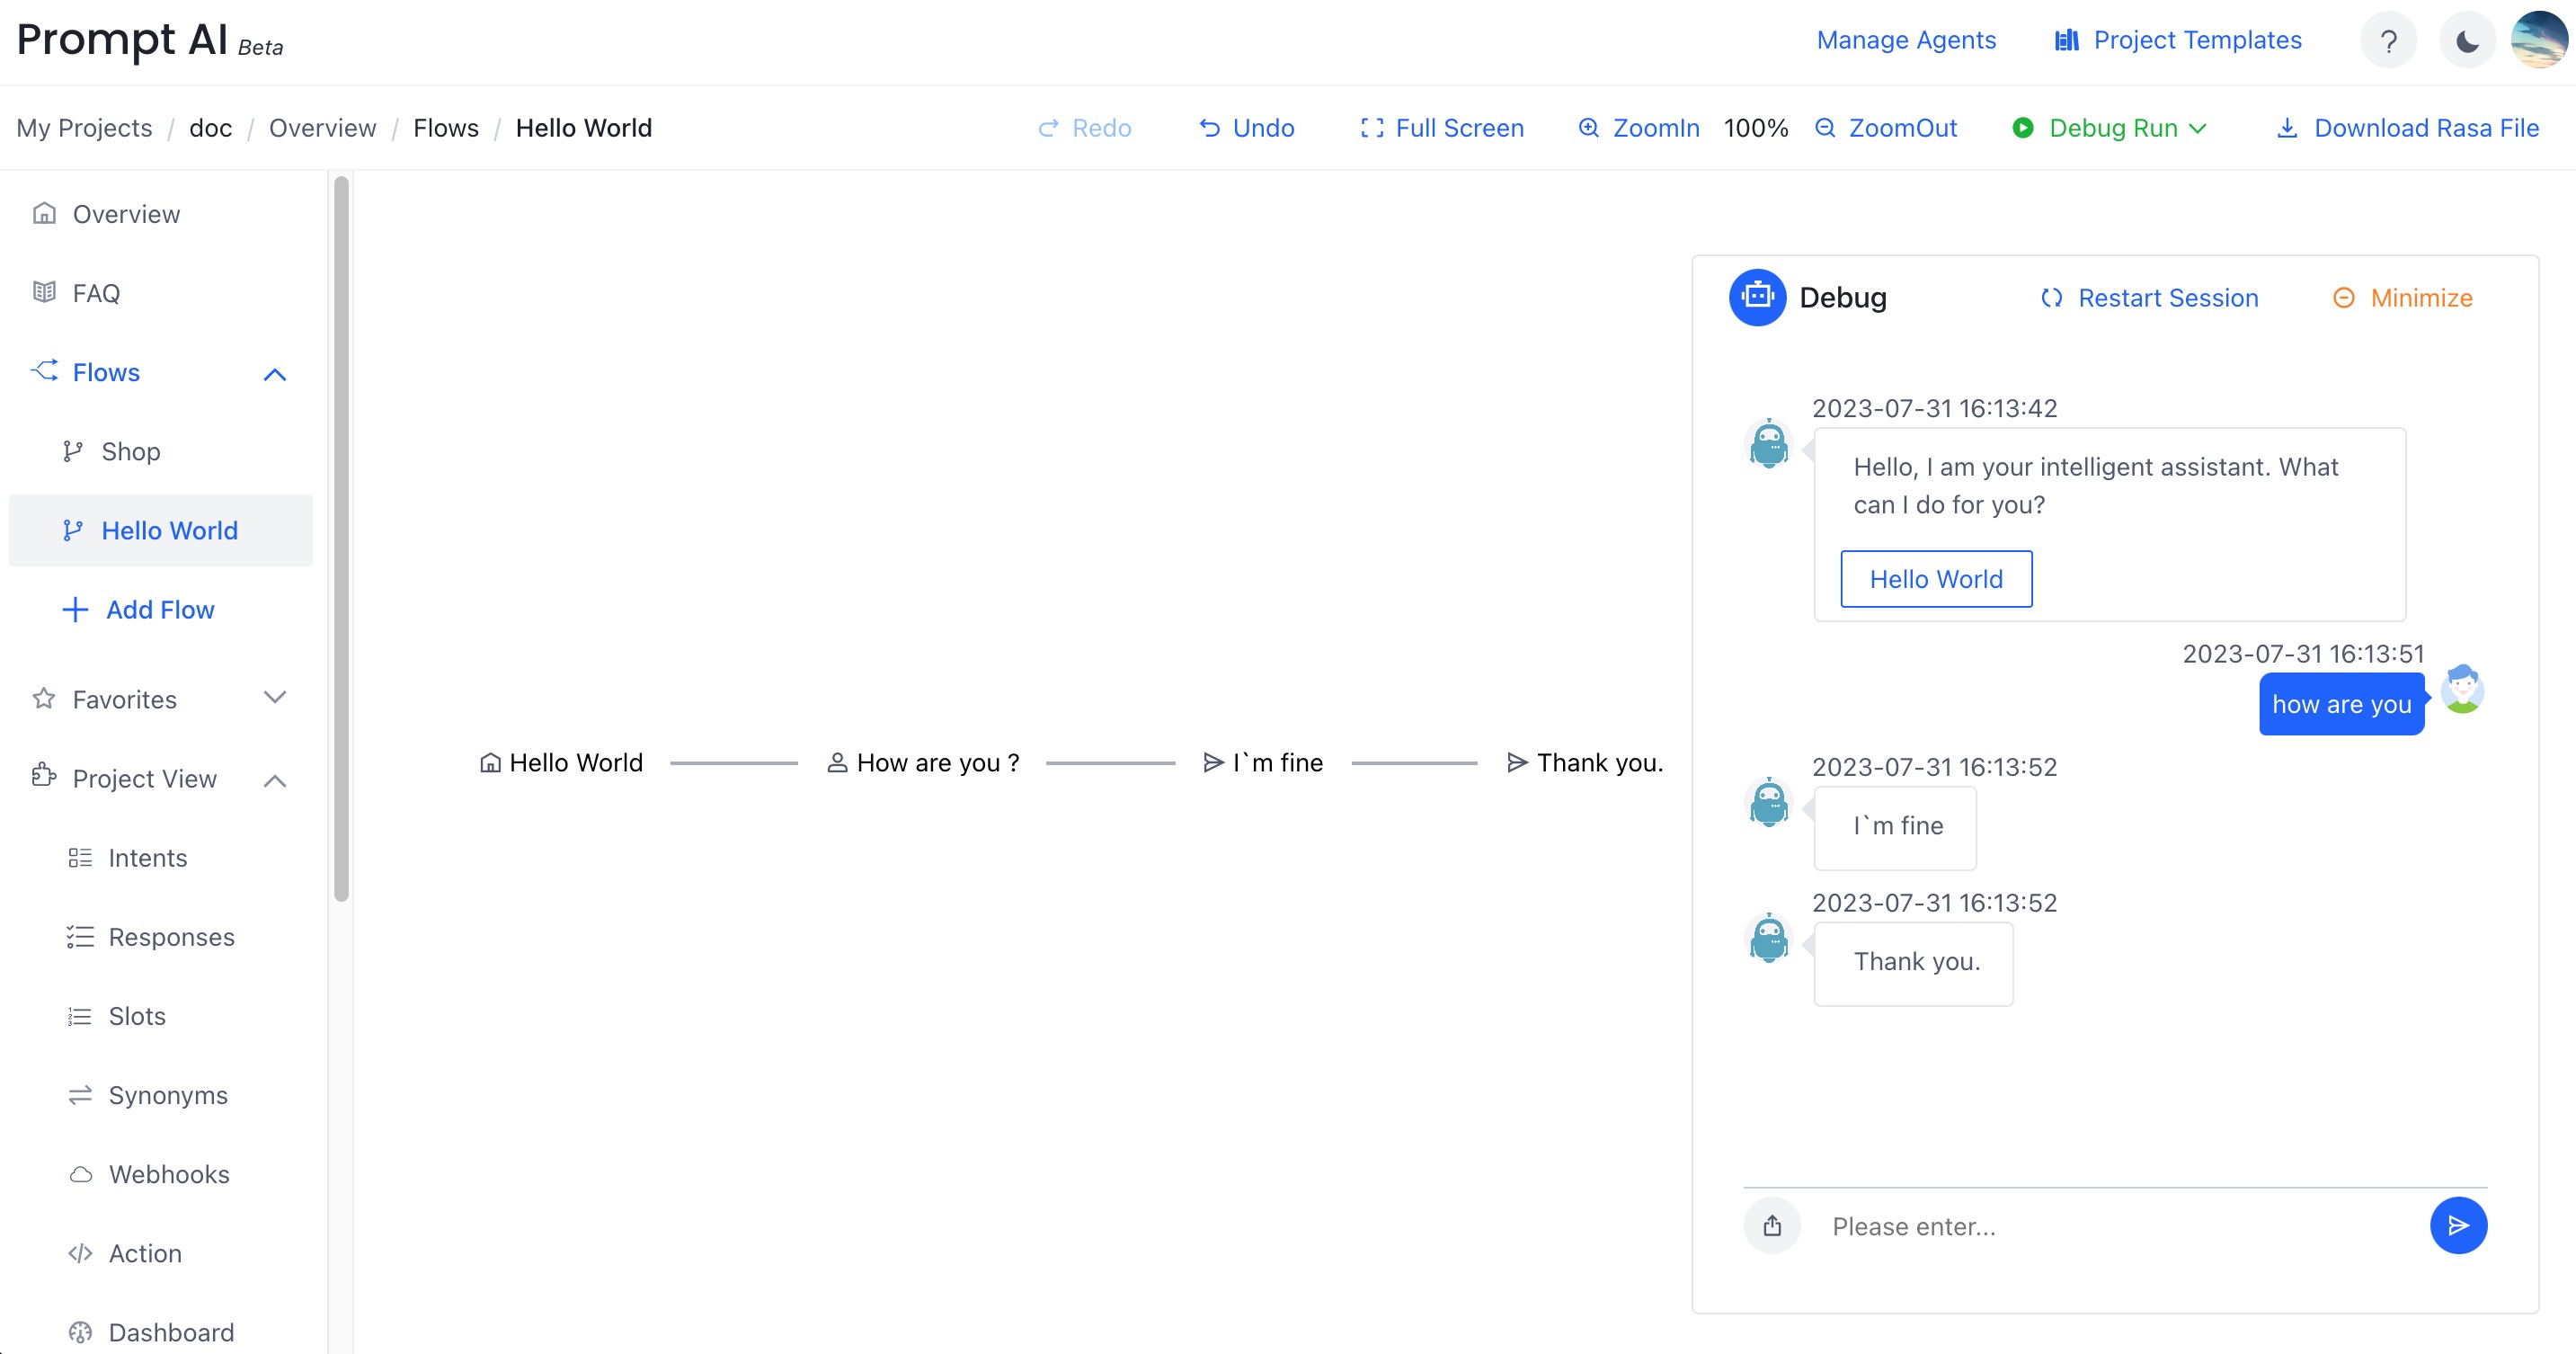 Prompt AI Beta
Manage Agents
Project Templates
?
My Projects / doc / Overview / Flows / Hello World
Redo
Undo
Full Screen
ZoomIn
100%
ZoomOut
Debug Run
Download Rasa File
Overview
FAQ
Flows
Shop
Hello World
Add Flow
Favorites
Project View
Intents
Responses
Slots
Synonyms
Webhooks
Action
Dashboard
Hello World
How are you ?
I`m fine
Thank you.
Debug
Restart Session
Minimize
2023-07-31 16:13:42
Hello, I am your intelligent assistant. What
can I do for you?
Hello World
2023-07-31 16:13:51
how are you
2023-07-31 16:13:52
I`m fine
2023-07-31 16:13:52
Thank you.
Please enter...